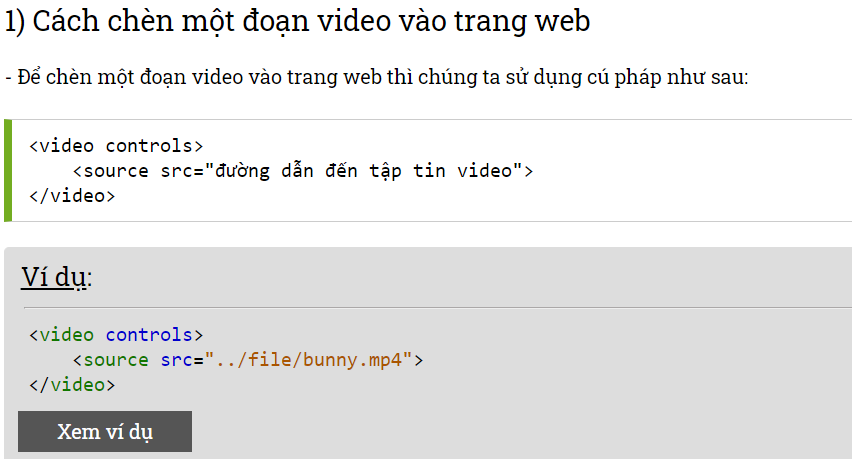 1) Cách chèn một đoạn video vào trang web
- Để chèn một đoạn video vào trang web thì chúng ta sử dụng cú pháp như sau:
<video controls>
    <source src="đường dẫn đến tập tin video">
</video>
Ví dụ:
<video controls>
    <source src="../file/bunny.mp4">
</video>
Xem ví dụ